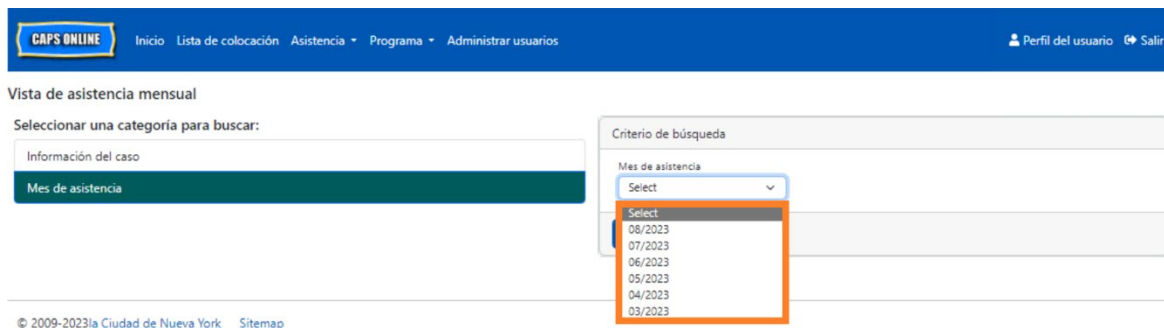 CAPS ONLINE Inicio Lista de colocación Asistencia Programa Administrar usuarios Perfil del usuario Salir
Vista de asistencia mensual
Seleccionar una categoría para buscar:
Información del caso
Mes de asistencia
Criterio de búsqueda
Mes de asistencia
Select
Select
08/2023
07/2023
06/2023
05/2023
04/2023
03/2023
© 2009-2023la Ciudad de Nueva York Sitemap